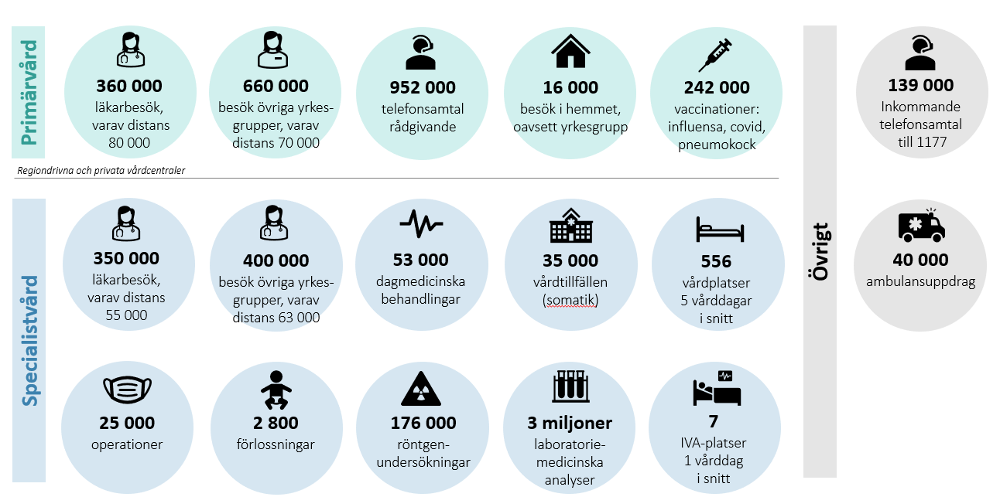 Primärvård
360 000
läkarbesök,
varav distans
80 000
660 000
besök övriga yrkes-
grupper, varav
distans 70 000
952 000
telefonsamtal
rådgivande
16 000
besök i hemmet,
oavsett yrkesgrupp
242 000
vaccinationer:
influensa, covid,
pneumokock
Regiondrivna och privata vårdcentraler
Specialistvård
350 000
läkarbesök,
varav distans
55 000
400 000
besök övriga yrkes-
grupper, varav
distans 63 000
53 000
dagmedicinska
behandlingar
35 000
vårdtillfällen
(somatik)
556
vårdplatser
5 vårddagar
i snitt
25 000
operationer
2 800
förlossningar
176 000
röntgen-
undersökningar
3 miljoner
laboratorie-
medicinska
analyser
7
IVA-platser
1 vårddag
i snitt
Övrigt
139 000
Inkommande
telefonsamtal
till 1177
40 000
ambulansuppdrag